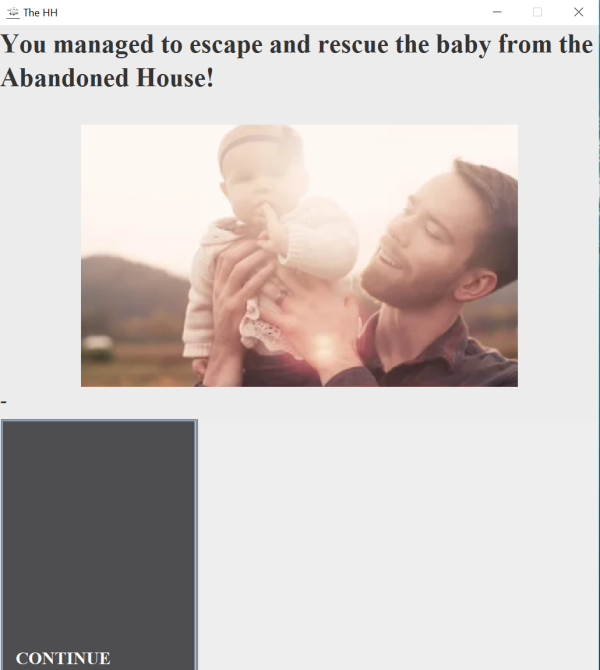 The HH
You managed to escape and rescue the baby from the
Abandoned House!
-
CONTINUE